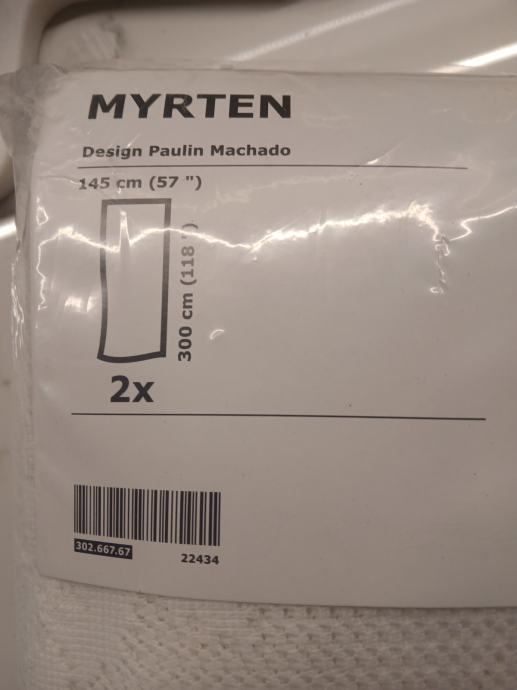 MYRTEN
Design Paulin Machado
145 cm (57 ")
300 cm (118 ")
2x
302.667.67
22434